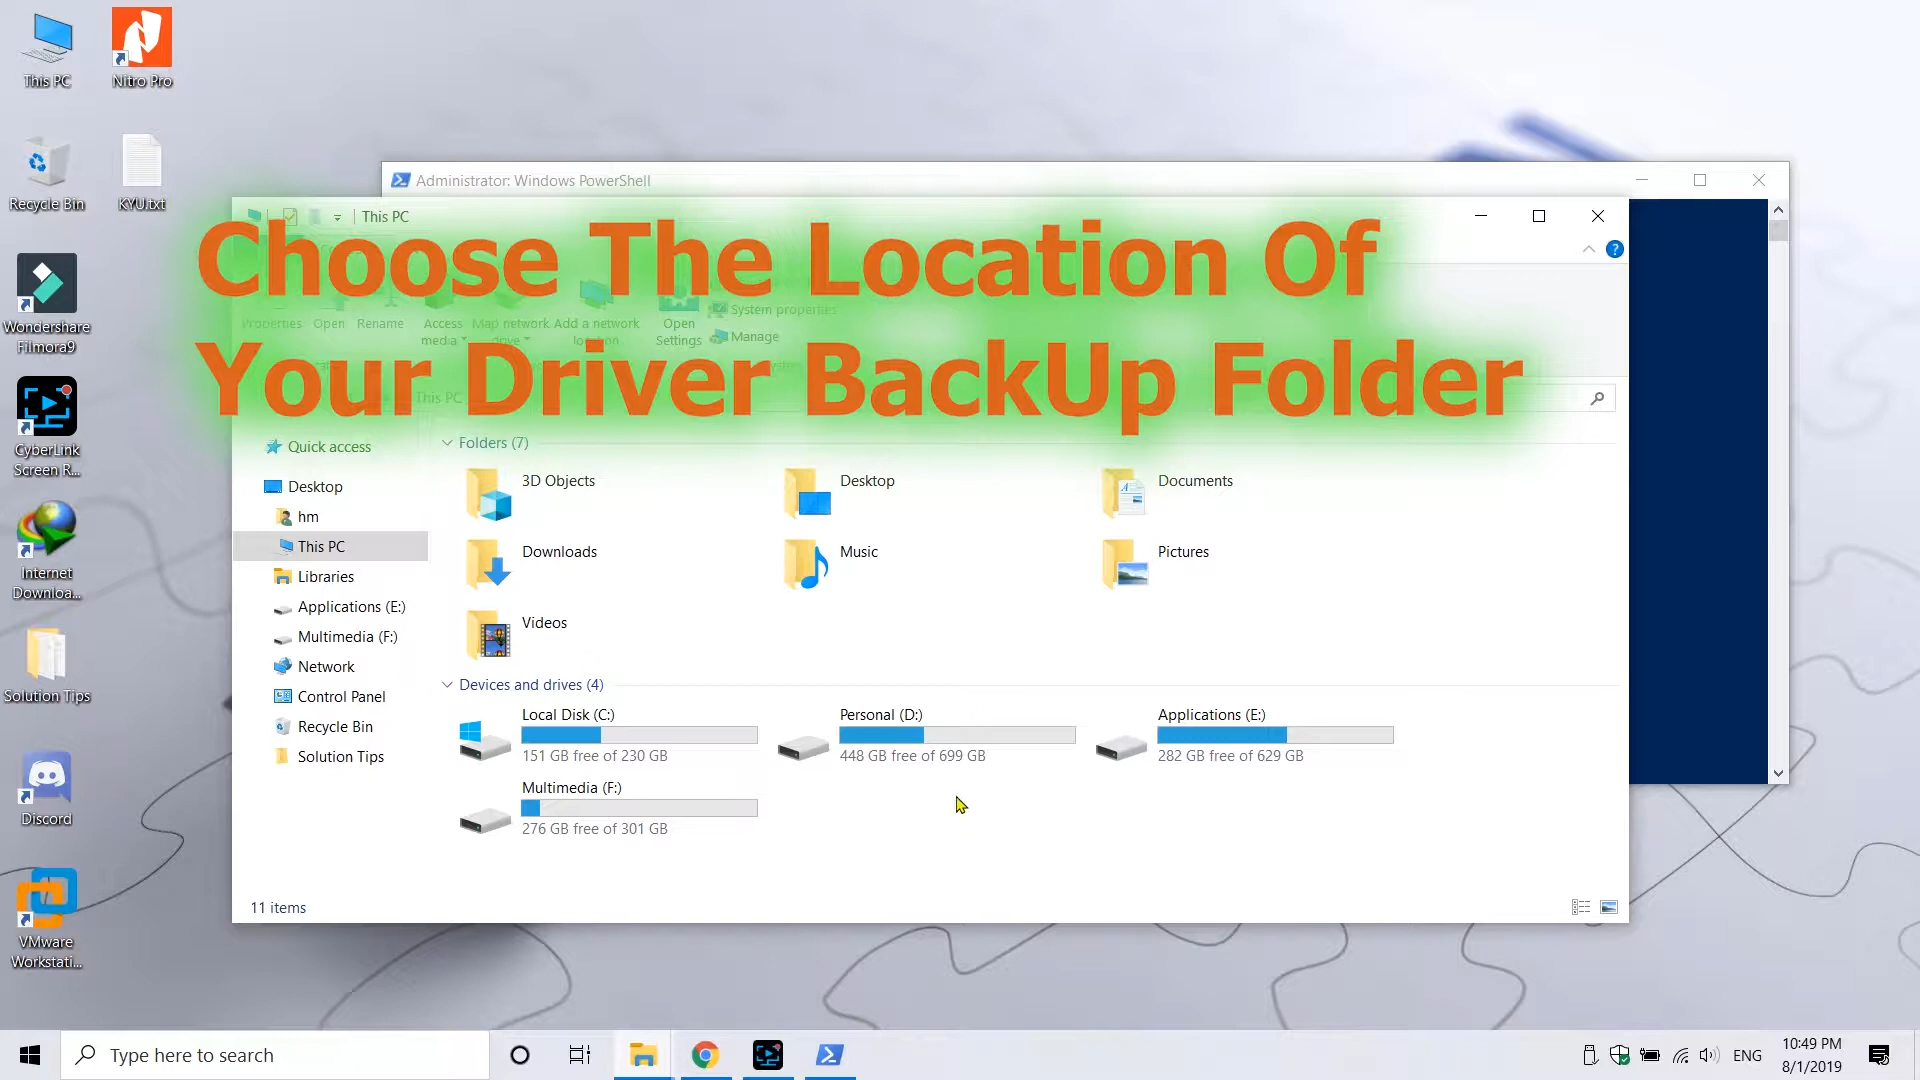 This PC
Nitro Pro
Recycle Bin
KYU.txt
Wondershare
Filmora9
CyberLink
Screen R...
Internet
Downloa...
Solution Tips
Discord
VMware
Workstati...
Administrator: Windows PowerShell
This PC
Choose The Location Of
Your Driver BackUp Folder
Properties
Open
Rename
Access
media
Map network
drive
Add a network
location
Open
Settings
System properties
Manage
This PC
Quick access
Desktop
hm
This PC
Libraries
Applications (E:)
Multimedia (F:)
Network
Control Panel
Recycle Bin
Solution Tips
Folders (7)
3D Objects
Desktop
Documents
Downloads
Music
Pictures
Videos
Devices and drives (4)
Local Disk (C:)
151 GB free of 230 GB
Personal (D:)
448 GB free of 699 GB
Applications (E:)
282 GB free of 629 GB
Multimedia (F:)
276 GB free of 301 GB
11 items
Type here to search
ENG
10:49 PM
8/1/2019